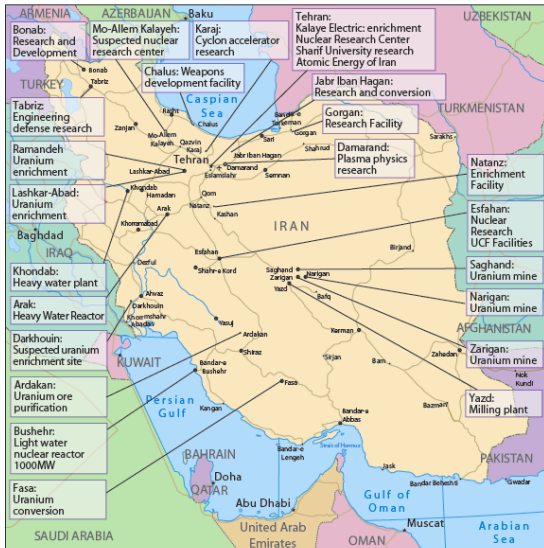 ARMENIA
AZERBAIJAN
Baku
UZBEKISTAN
TURKEY
TURKMENISTAN
Caspian
Sea
Bonab:
Research and
Development
Mo-Allem Kalayeh:
Suspected nuclear
research center
Karaj:
Cyclon accelerator
research
Tehran:
Kalaye Electric: enrichment
Nuclear Research Center
Sharif University research
Atomic Energy of Iran
Chalus: Weapons
development facility
Jabr Iban Hagan:
Research and conversion
Gorgan:
Research Facility
Damarand:
Plasma physics
research
Tabriz:
Engineering
defense research
Ramandeh
Uranium
enrichment
Lashkar-Abad:
Uranium
enrichment
Khondab:
Heavy water plant
Arak:
Heavy Water Reactor
Darkhouin:
Suspected uranium
enrichment site
Ardakan:
Uranium ore
purification
Bushehr:
Light water
nuclear reactor
1000MW
Fasa:
Uranium
conversion
Natanz:
Enrichment
Facility
Esfahan:
Nuclear
Research
UCF Facilities
Saghand:
Uranium mine
Narigan:
Uranium mine
Zarigan:
Uranium mine
Yazd:
Milling plant
Bonab
Tabriz
Zanjan
Rasht
Mo-Allem
Kalayeh
Chalus
Qazvin
Karaj
Tehran
Lashkar-Abad
Eslamshahr
Jabr Iban Hagan
Damarand
Semnan
Sari
Gorgan
Shahrud
Sarakhs
Khondab
Hamadan
Arak
Qom
Natanz
Kashan
Khorramabad
IRAN
Baghdad
IRAQ
Dezful
Esfahan
Shahr-e Kord
Saghand
Zarigan
Narigan
Yazd
Bafq
Birjand
Ahvaz
Darkhouin
Abadan
Yasuj
Ardakan
Shiraz
Kerman
Sirjan
Bam
Zahedan
AFGHANISTAN
Nok
Kundi
KUWAIT
Bandar-e
Bushehr
Fasa
Persian
Gulf
Kangan
Bazman
Bandar-e
Abbas
Bandar-e
Lengeh
Strait of Hormuz
Jask
Bandar Beheshti
Gwadar
PAKISTAN
BAHRAIN
Doha
QATAR
Abu Dhabi
Gulf of
Oman
Muscat
Arabian
Sea
SAUDI ARABIA
United Arab
Emirates
OMAN